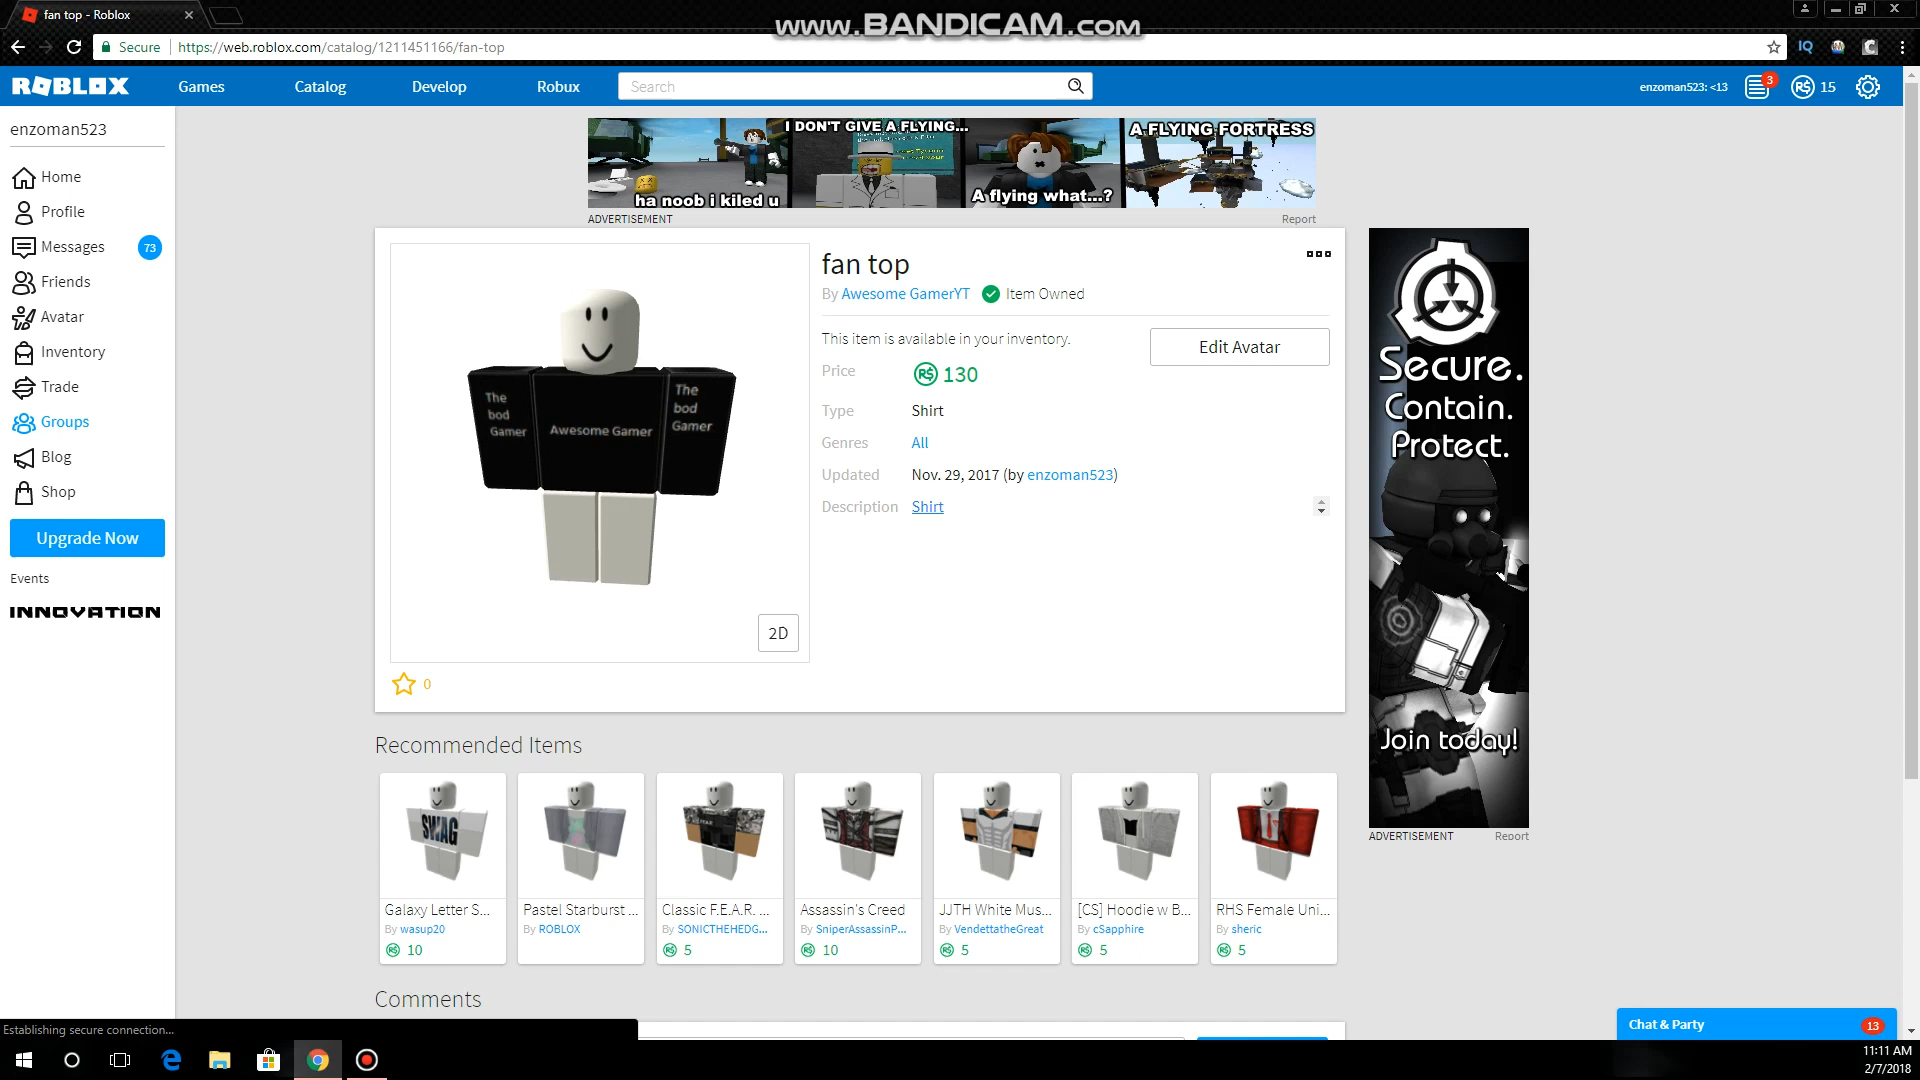 fan top - Roblox
www.BANDICAM.com
Secure
https://web.roblox.com/catalog/1211451166/fan-top
IQ
ROBLOX
Games
Catalog
Develop
Robux
Search
enzoman523: <13
3
R$ 15
enzoman523
Home
Profile
Messages
73
Friends
Avatar
Inventory
Trade
Groups
Blog
Shop
Upgrade Now
Events
INNOVATION
ha noob i kiled u
I DON'T GIVE A FLYING...
A flying what...?
A FLYING FORTRESS
ADVERTISEMENT
Report
The
bod
Gamer
Awesome Gamer
The
bod
Gamer
2D
0
fan top
By Awesome GamerYT
Item Owned
This item is available in your inventory.
Edit Avatar
Price
R$ 130
Type
Shirt
Genres
All
Updated
Nov. 29, 2017 (by enzoman523)
Description
Shirt
Secure.
Contain.
Protect.
Join today!
ADVERTISEMENT
Report
Recommended Items
SWAG
Galaxy Letter S...
By wasup20
R$ 10
Pastel Starburst ...
By ROBLOX
Classic F.E.A.R. ...
By SONICTHEHEDG...
R$ 5
Assassin's Creed
By SniperAssassinP...
R$ 10
JJTH White Mus...
By VendettatheGreat
R$ 5
[CS] Hoodie w B...
By cSapphire
R$ 5
RHS Female Uni...
By sheric
R$ 5
Comments
Establishing secure connection...
Chat & Party
13
11:11 AM
2/7/2018